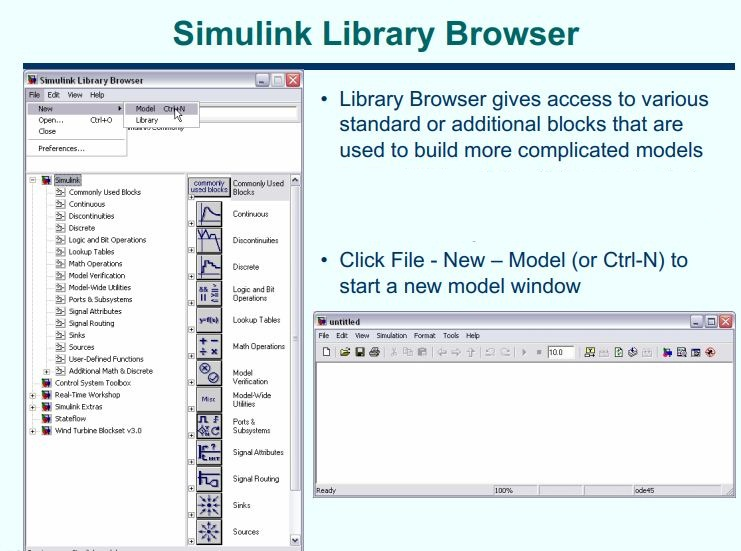 Simulink Library Browser
Simulink Library Browser
File Edit View Help
New
Open... Ctrl+O
Close
Preferences...
Model Ctrl+N
Library
Simulink
Commonly Used Blocks
Continuous
Discontinuities
Discrete
Logic and Bit Operations
Lookup Tables
Math Operations
Model Verification
Model-Wide Utilities
Ports & Subsystems
Signal Attributes
Signal Routing
Sinks
Sources
User-Defined Functions
Additional Math & Discrete
Control System Toolbox
Real-Time Workshop
Simulink Extras
Stateflow
Wind Turbine Blockset v3.0
commonly
used blocks
Commonly Used
Blocks
Continuous
Discontinuities
Discrete
Logic and Bit
Operations
y=f(u)
Lookup Tables
Math Operations
Model
Verification
Misc
Model-Wide
Utilities
Ports &
Subsystems
Signal Attributes
Signal Routing
Sinks
Sources
• Library Browser gives access to various
standard or additional blocks that are
used to build more complicated models
• Click File - New – Model (or Ctrl-N) to
start a new model window
untitled
File Edit View Simulation Format Tools Help
10.0
Ready 100% ode45